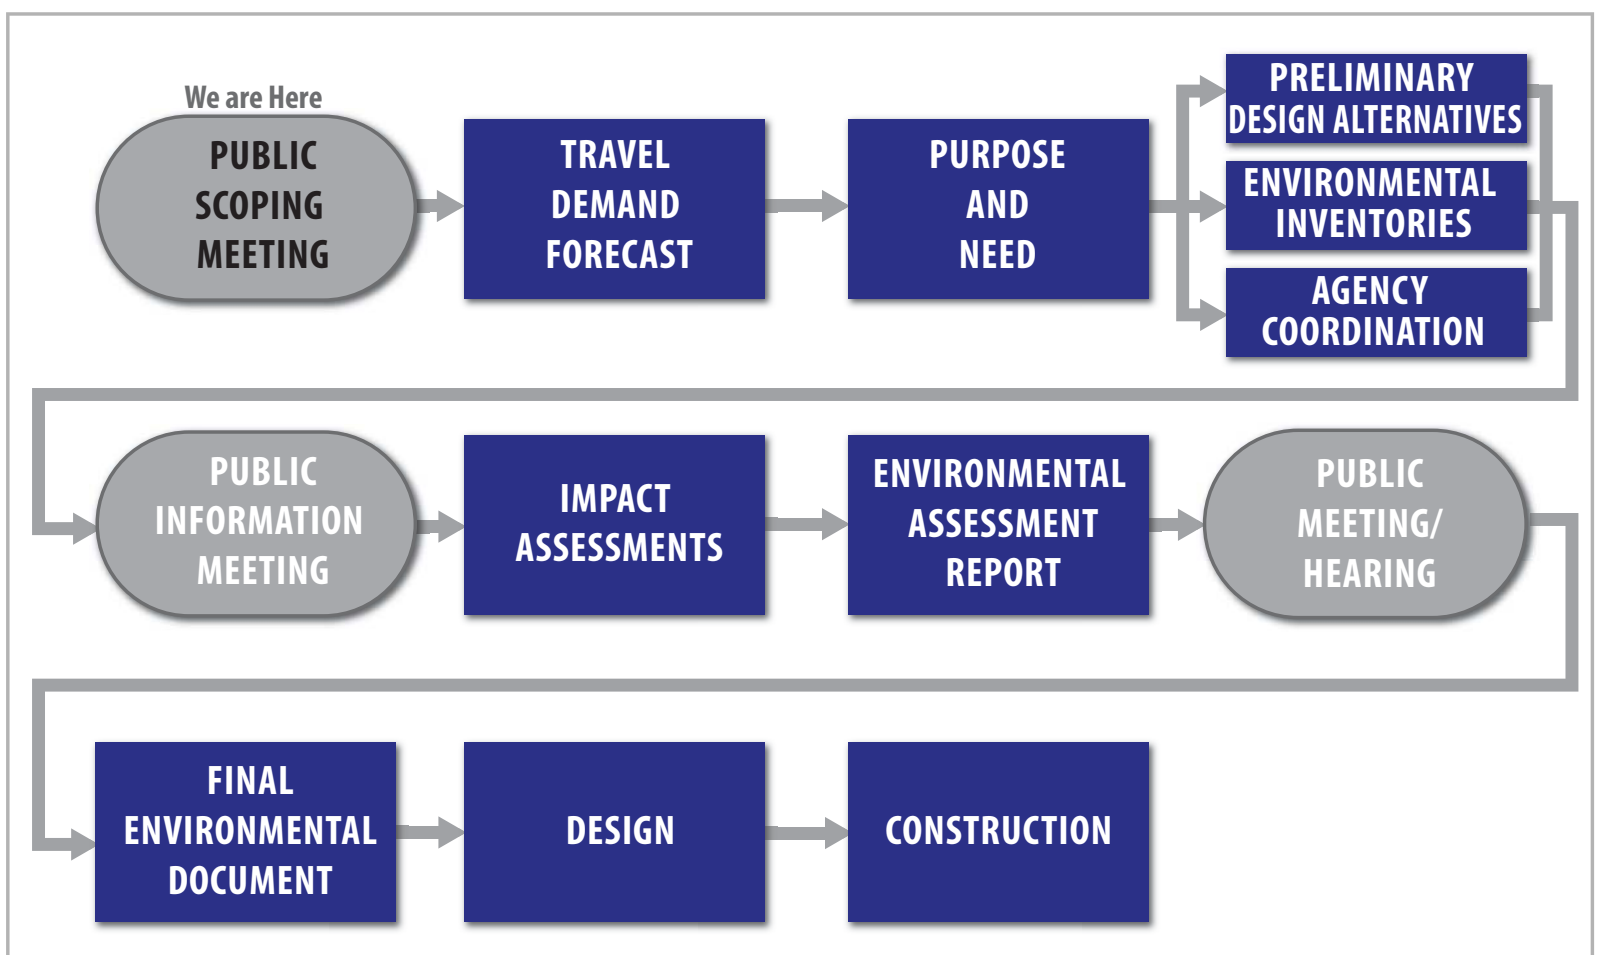 We are Here
PUBLIC
SCOPING
MEETING
TRAVEL
DEMAND
FORECAST
PURPOSE
AND
NEED
PRELIMINARY
DESIGN ALTERNATIVES
ENVIRONMENTAL
INVENTORIES
AGENCY
COORDINATION
PUBLIC
INFORMATION
MEETING
IMPACT
ASSESSMENTS
ENVIRONMENTAL
ASSESSMENT
REPORT
PUBLIC
MEETING/
HEARING
FINAL
ENVIRONMENTAL
DOCUMENT
DESIGN
CONSTRUCTION